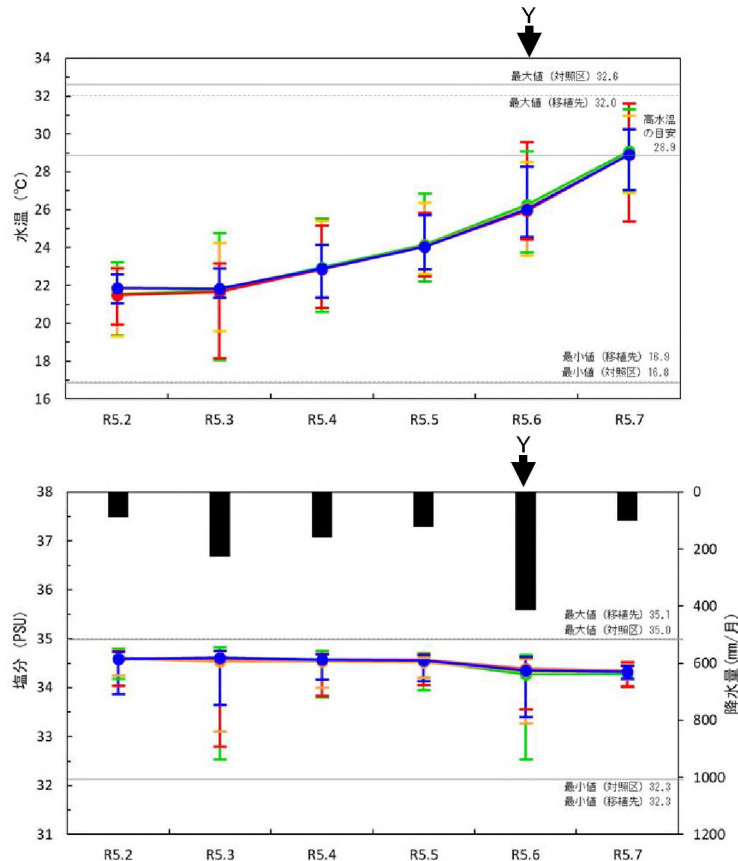 Y
34
32
30
28
26
24
22
20
18
16
水温 (℃)
最大値 (対照区) 32.6
最大値 (移植先) 32.0
高水温
の目安
28.9
最小値 (移植先) 16.9
最小値 (対照区) 16.8
R5.2 R5.3 R5.4 R5.5 R5.6 R5.7
Y
38
37
36
35
34
33
32
31
塩分 (PSU)
0
200
400
600
800
1000
1200
降水量(mm/月)
最大値 (移植先) 35.1
最大値 (対照区) 35.0
最小値 (対照区) 32.3
最小値 (移植先) 32.3
R5.2 R5.3 R5.4 R5.5 R5.6 R5.7